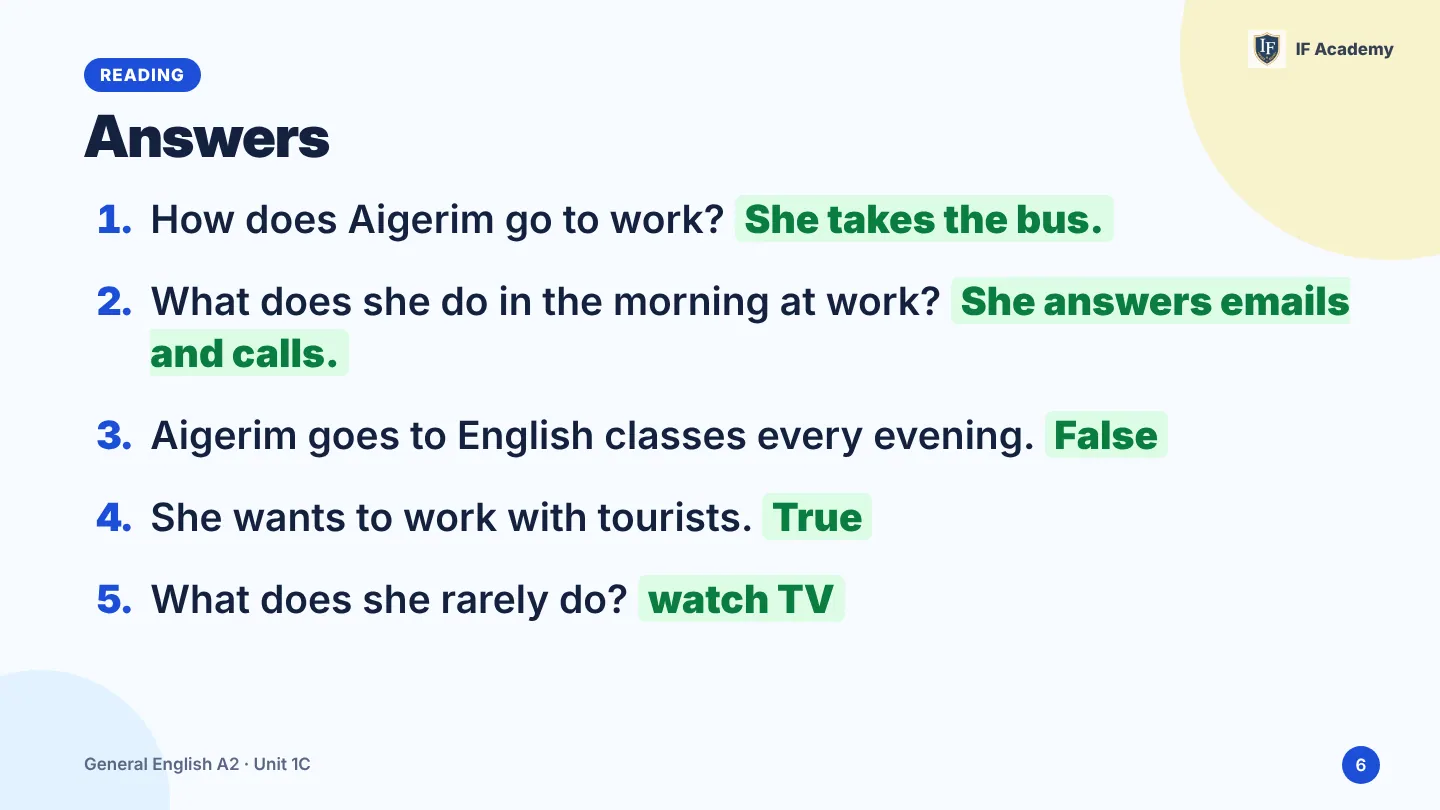 IF
IF Academy
READING
Answers
1. How does Aigerim go to work? She takes the bus.
2. What does she do in the morning at work? She answers emails
and calls.
3. Aigerim goes to English classes every evening. False
4. She wants to work with tourists. True
5. What does she rarely do? watch TV
General English A2 · Unit 1C
6